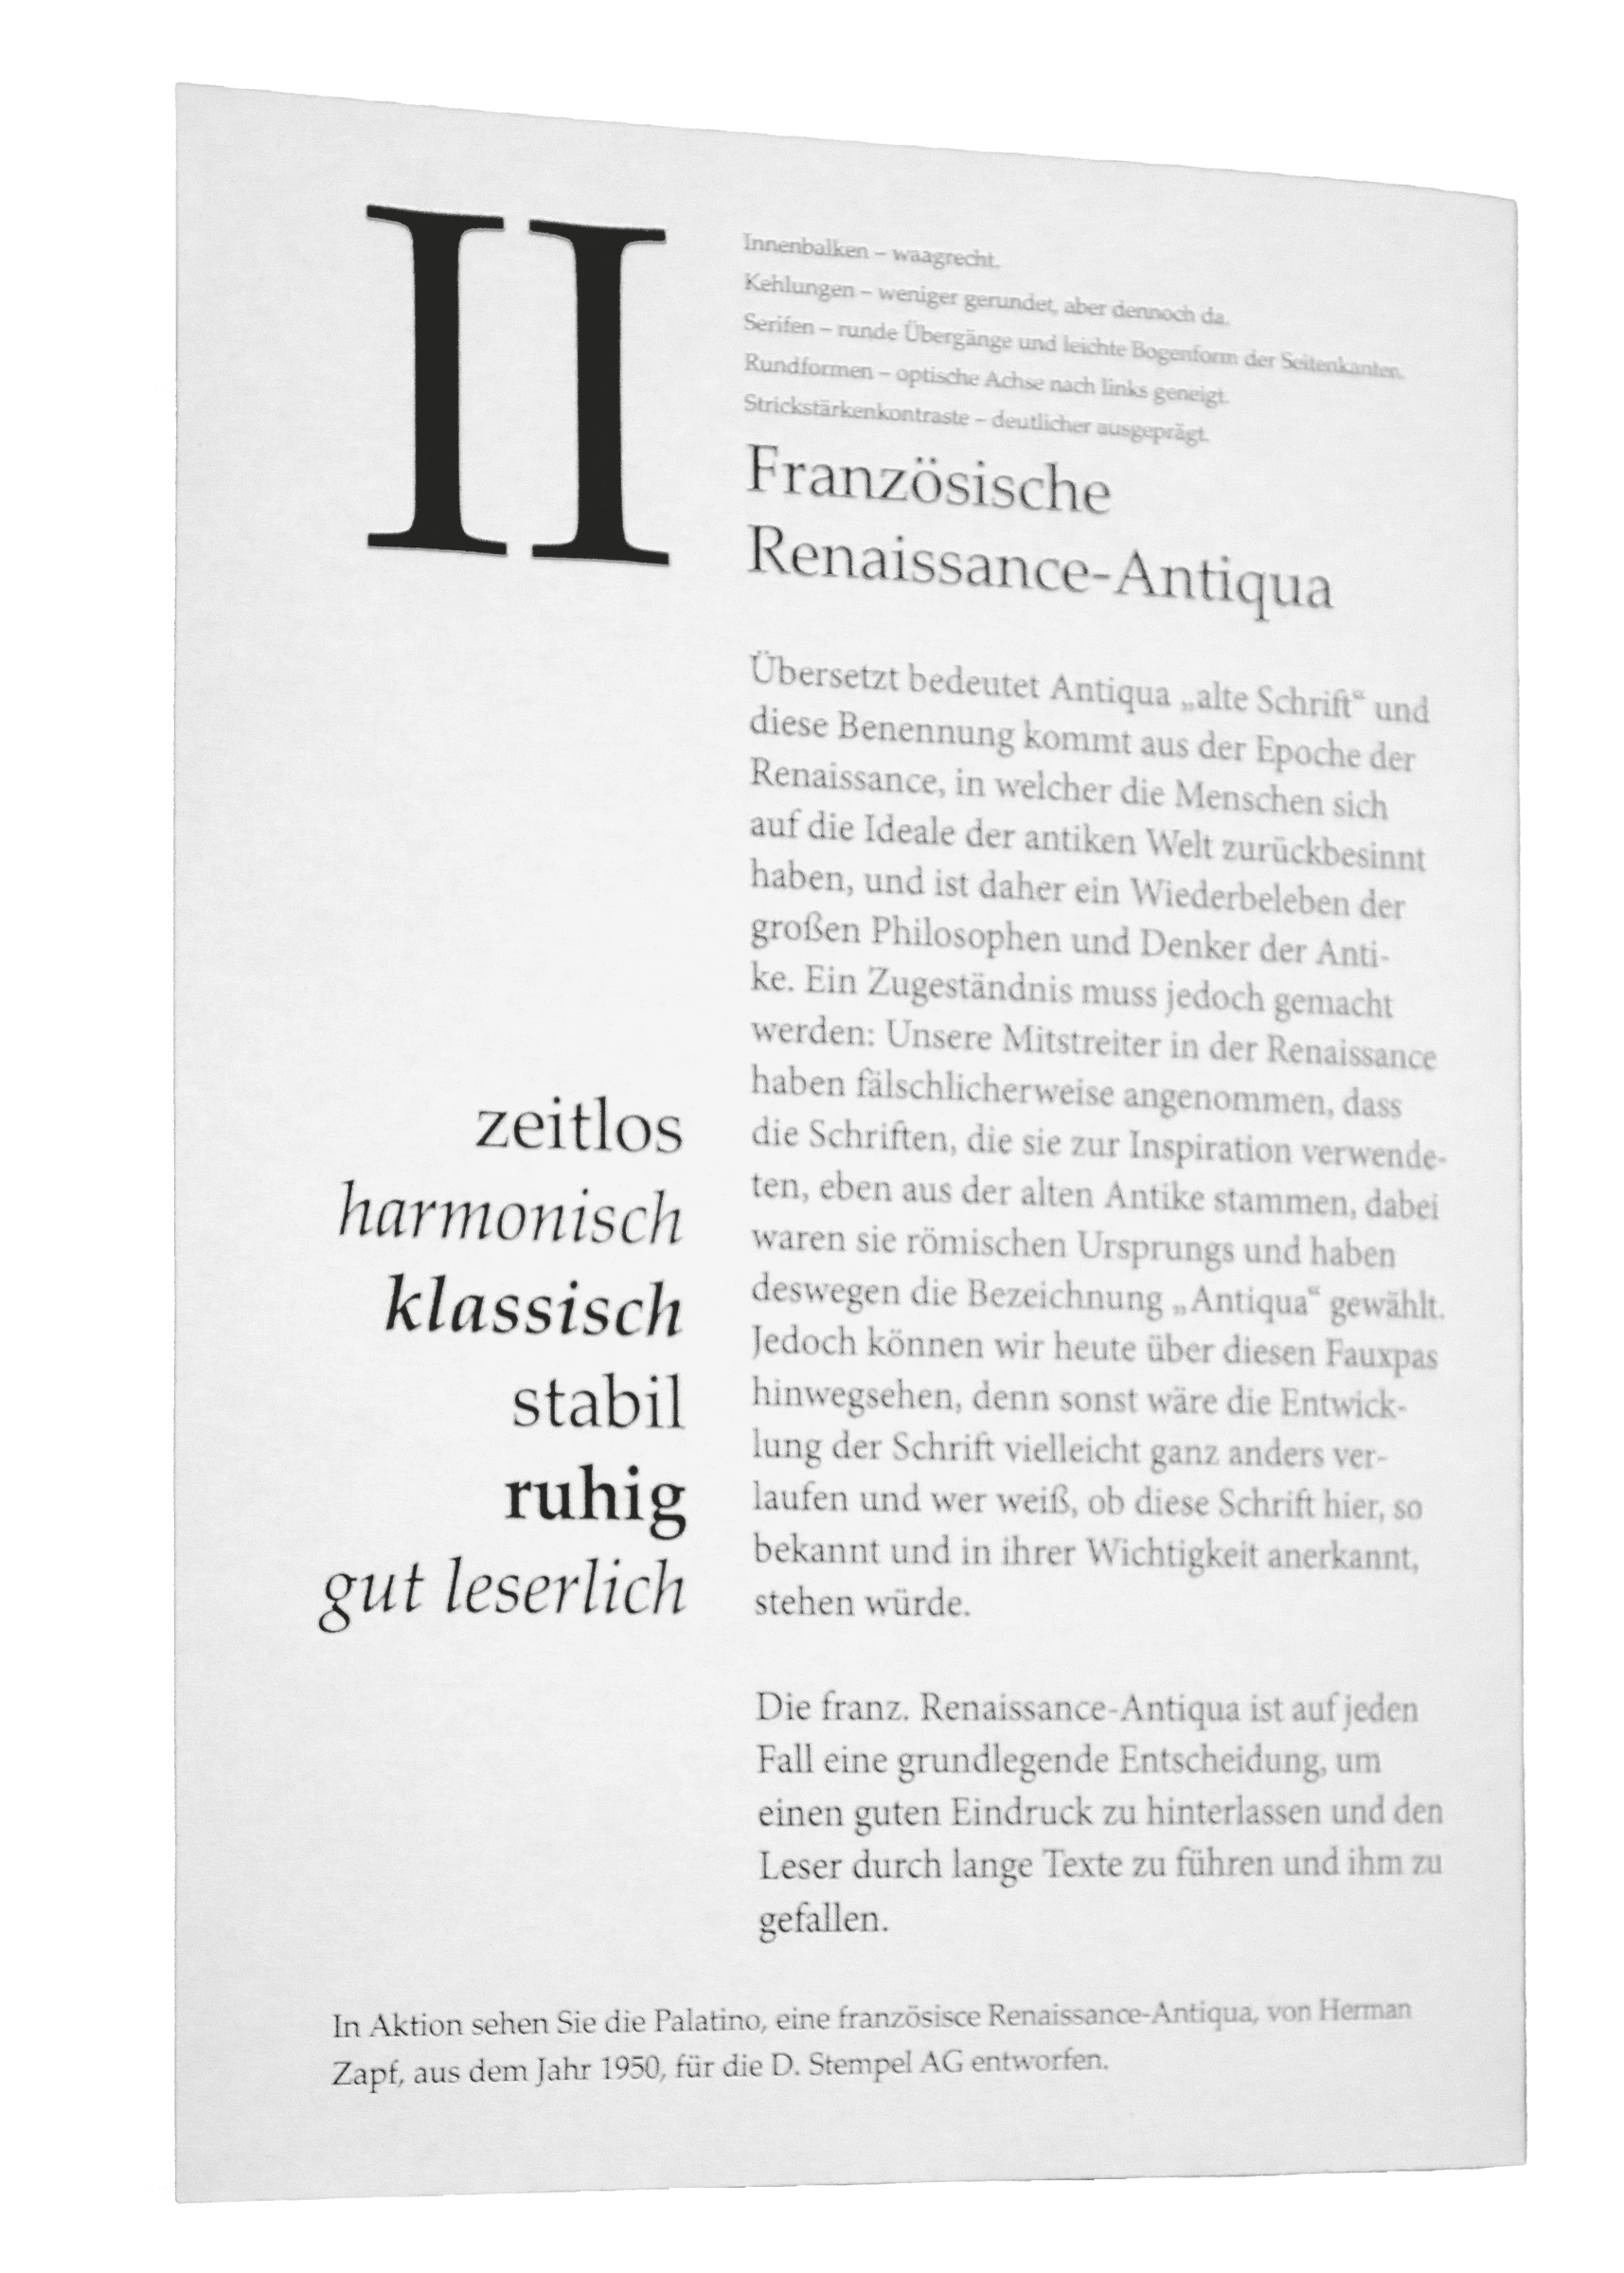 II
Innenbalken – waagrecht.
Kehlungen – weniger gerundet, aber dennoch da.
Serifen – runde Übergänge und leichte Bogenform der Seitenkanten.
Rundformen – optische Achse nach links geneigt.
Strickstärkenkontraste – deutlicher ausgeprägt.
Französische
Renaissance-Antiqua
Übersetzt bedeutet Antiqua „alte Schrift“ und
diese Benennung kommt aus der Epoche der
Renaissance, in welcher die Menschen sich
auf die Ideale der antiken Welt zurückbesinnt
haben, und ist daher ein Wiederbeleben der
großen Philosophen und Denker der Anti-
ke. Ein Zugeständnis muss jedoch gemacht
werden: Unsere Mitstreiter in der Renaissance
haben fälschlicherweise angenommen, dass
die Schriften, die sie zur Inspiration verwende-
ten, eben aus der alten Antike stammen, dabei
waren sie römischen Ursprungs und haben
deswegen die Bezeichnung „Antiqua“ gewählt.
Jedoch können wir heute über diesen Fauxpas
hinwegsehen, denn sonst wäre die Entwick-
lung der Schrift vielleicht ganz anders ver-
laufen und wer weiß, ob diese Schrift hier, so
bekannt und in ihrer Wichtigkeit anerkannt,
stehen würde.
zeitlos
harmonisch
klassisch
stabil
ruhig
gut leserlich
Die franz. Renaissance-Antiqua ist auf jeden
Fall eine grundlegende Entscheidung, um
einen guten Eindruck zu hinterlassen und den
Leser durch lange Texte zu führen und ihm zu
gefallen.
In Aktion sehen Sie die Palatino, eine französisce Renaissance-Antiqua, von Herman
Zapf, aus dem Jahr 1950, für die D. Stempel AG entworfen.